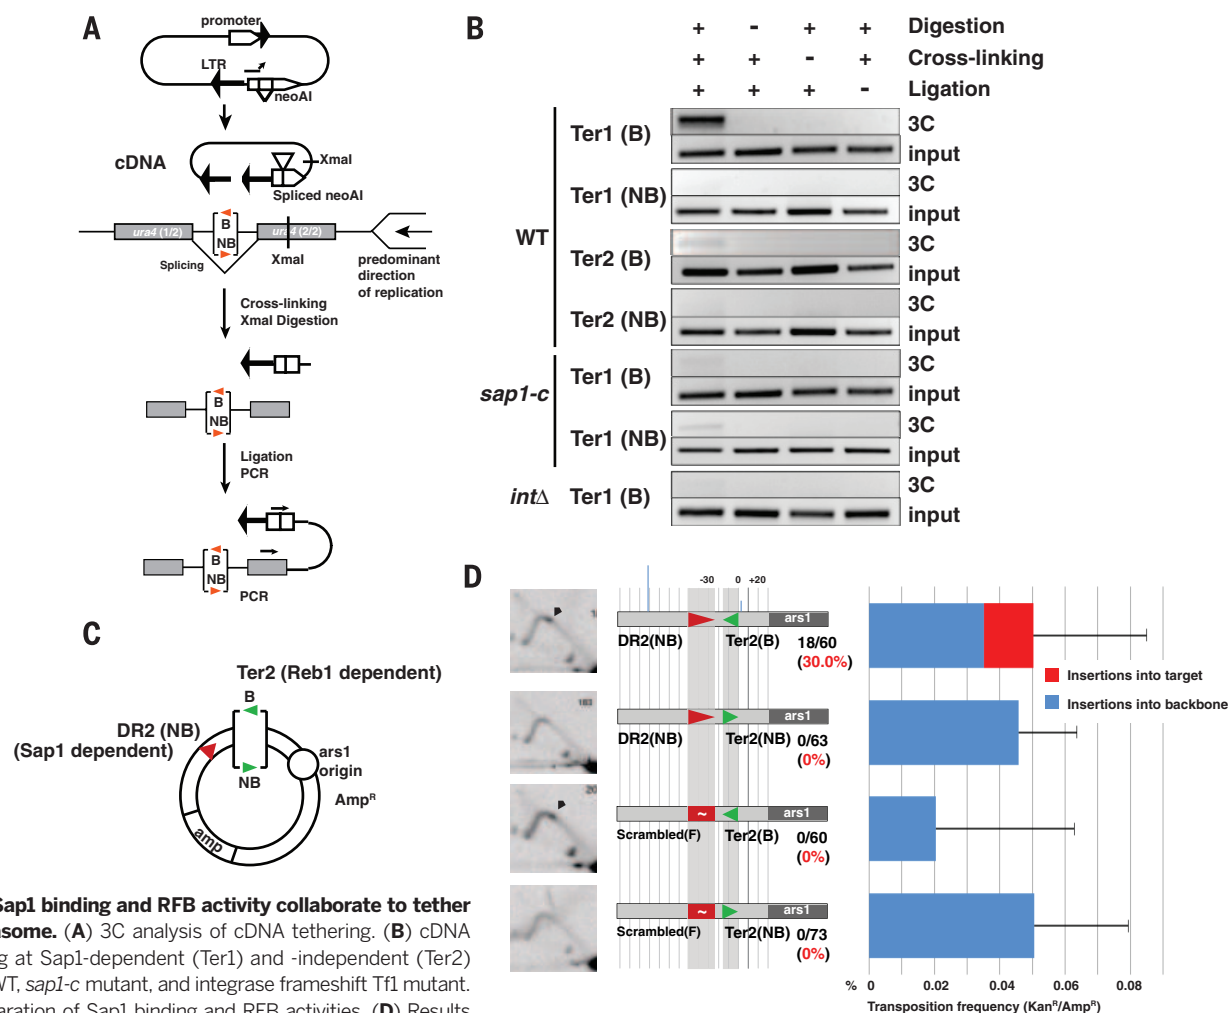 A
promoter
LTR
neoAI
cDNA
XmaI
Spliced neoAI
ura4 (1/2)
B
NB
ura4 (2/2)
Splicing
XmaI
predominant
direction
of replication
Cross-linking
XmaI Digestion
B
NB
Ligation
PCR
B
NB
PCR
B
+ - + + Digestion
+ + - + Cross-linking
+ + + - Ligation
WT
Ter1 (B)
3C
input
Ter1 (NB)
3C
input
Ter2 (B)
3C
input
Ter2 (NB)
3C
input
sap1-c
Ter1 (B)
3C
input
Ter1 (NB)
3C
input
intΔ
Ter1 (B)
3C
input
C
Ter2 (Reb1 dependent)
B
DR2 (NB)
(Sap1 dependent)
NB
ars1
origin
AmpR
amp
D
-30 0 +20
ars1
DR2(NB) Ter2(B) 18/60
(30.0%)
183
ars1
DR2(NB) Ter2(NB) 0/63
(0%)
20
~ ars1
Scrambled(F) Ter2(B) 0/60
(0%)
~ ars1
Scrambled(F) Ter2(NB) 0/73
(0%)
Insertions into target
Insertions into backbone
% 0 0.02 0.04 0.06 0.08
Transposition frequency (KanR/AmpR)
Sap1 binding and RFB activity collaborate to tether
asome. (A) 3C analysis of cDNA tethering. (B) cDNA
g at Sap1-dependent (Ter1) and -independent (Ter2)
WT, sap1-c mutant, and integrase frameshift Tf1 mutant.
paration of Sap1 binding and RFB activities. (D) Results